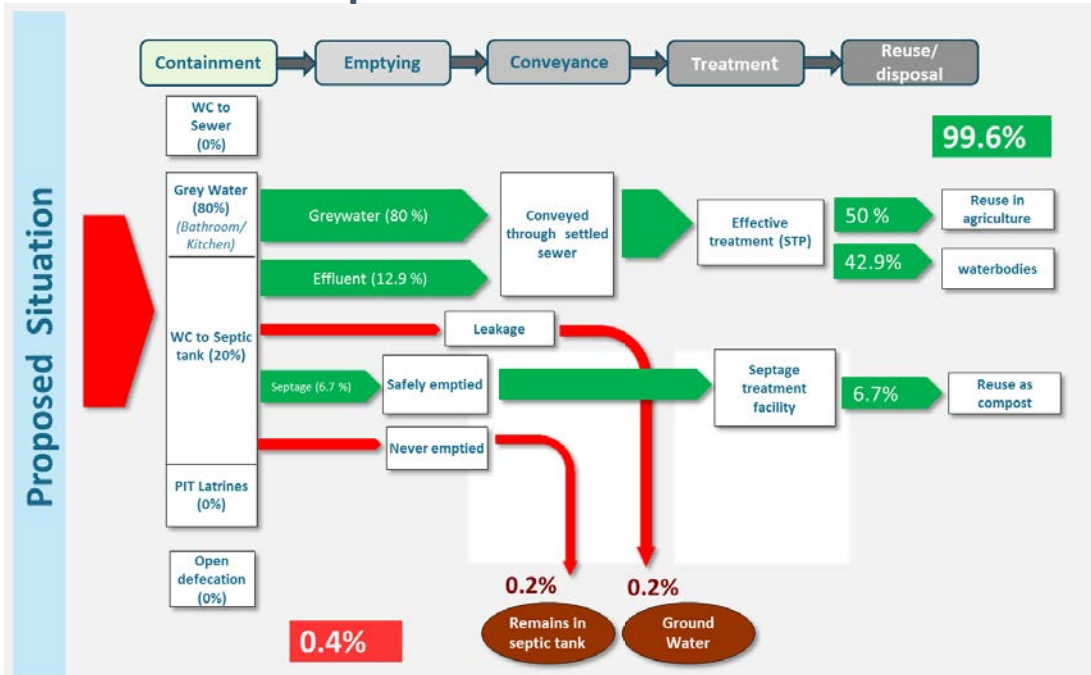 Proposed Situation
Containment
Emptying
Conveyance
Treatment
Reuse/
disposal
WC to
Sewer
(0%)
99.6%
Grey Water
(80%)
(Bathroom/
Kitchen)
Greywater (80 %)
Conveyed
through settled
sewer
Effective
treatment (STP)
50 %
Reuse in
agriculture
Effluent (12.9 %)
42.9%
waterbodies
WC to Septic
tank (20%)
Leakage
Septage (6.7 %)
Safely emptied
Septage
treatment
facility
6.7%
Reuse as
compost
Never emptied
PIT Latrines
(0%)
Open
defecation
(0%)
0.2%
0.2%
Remains in
septic tank
Ground
Water
0.4%